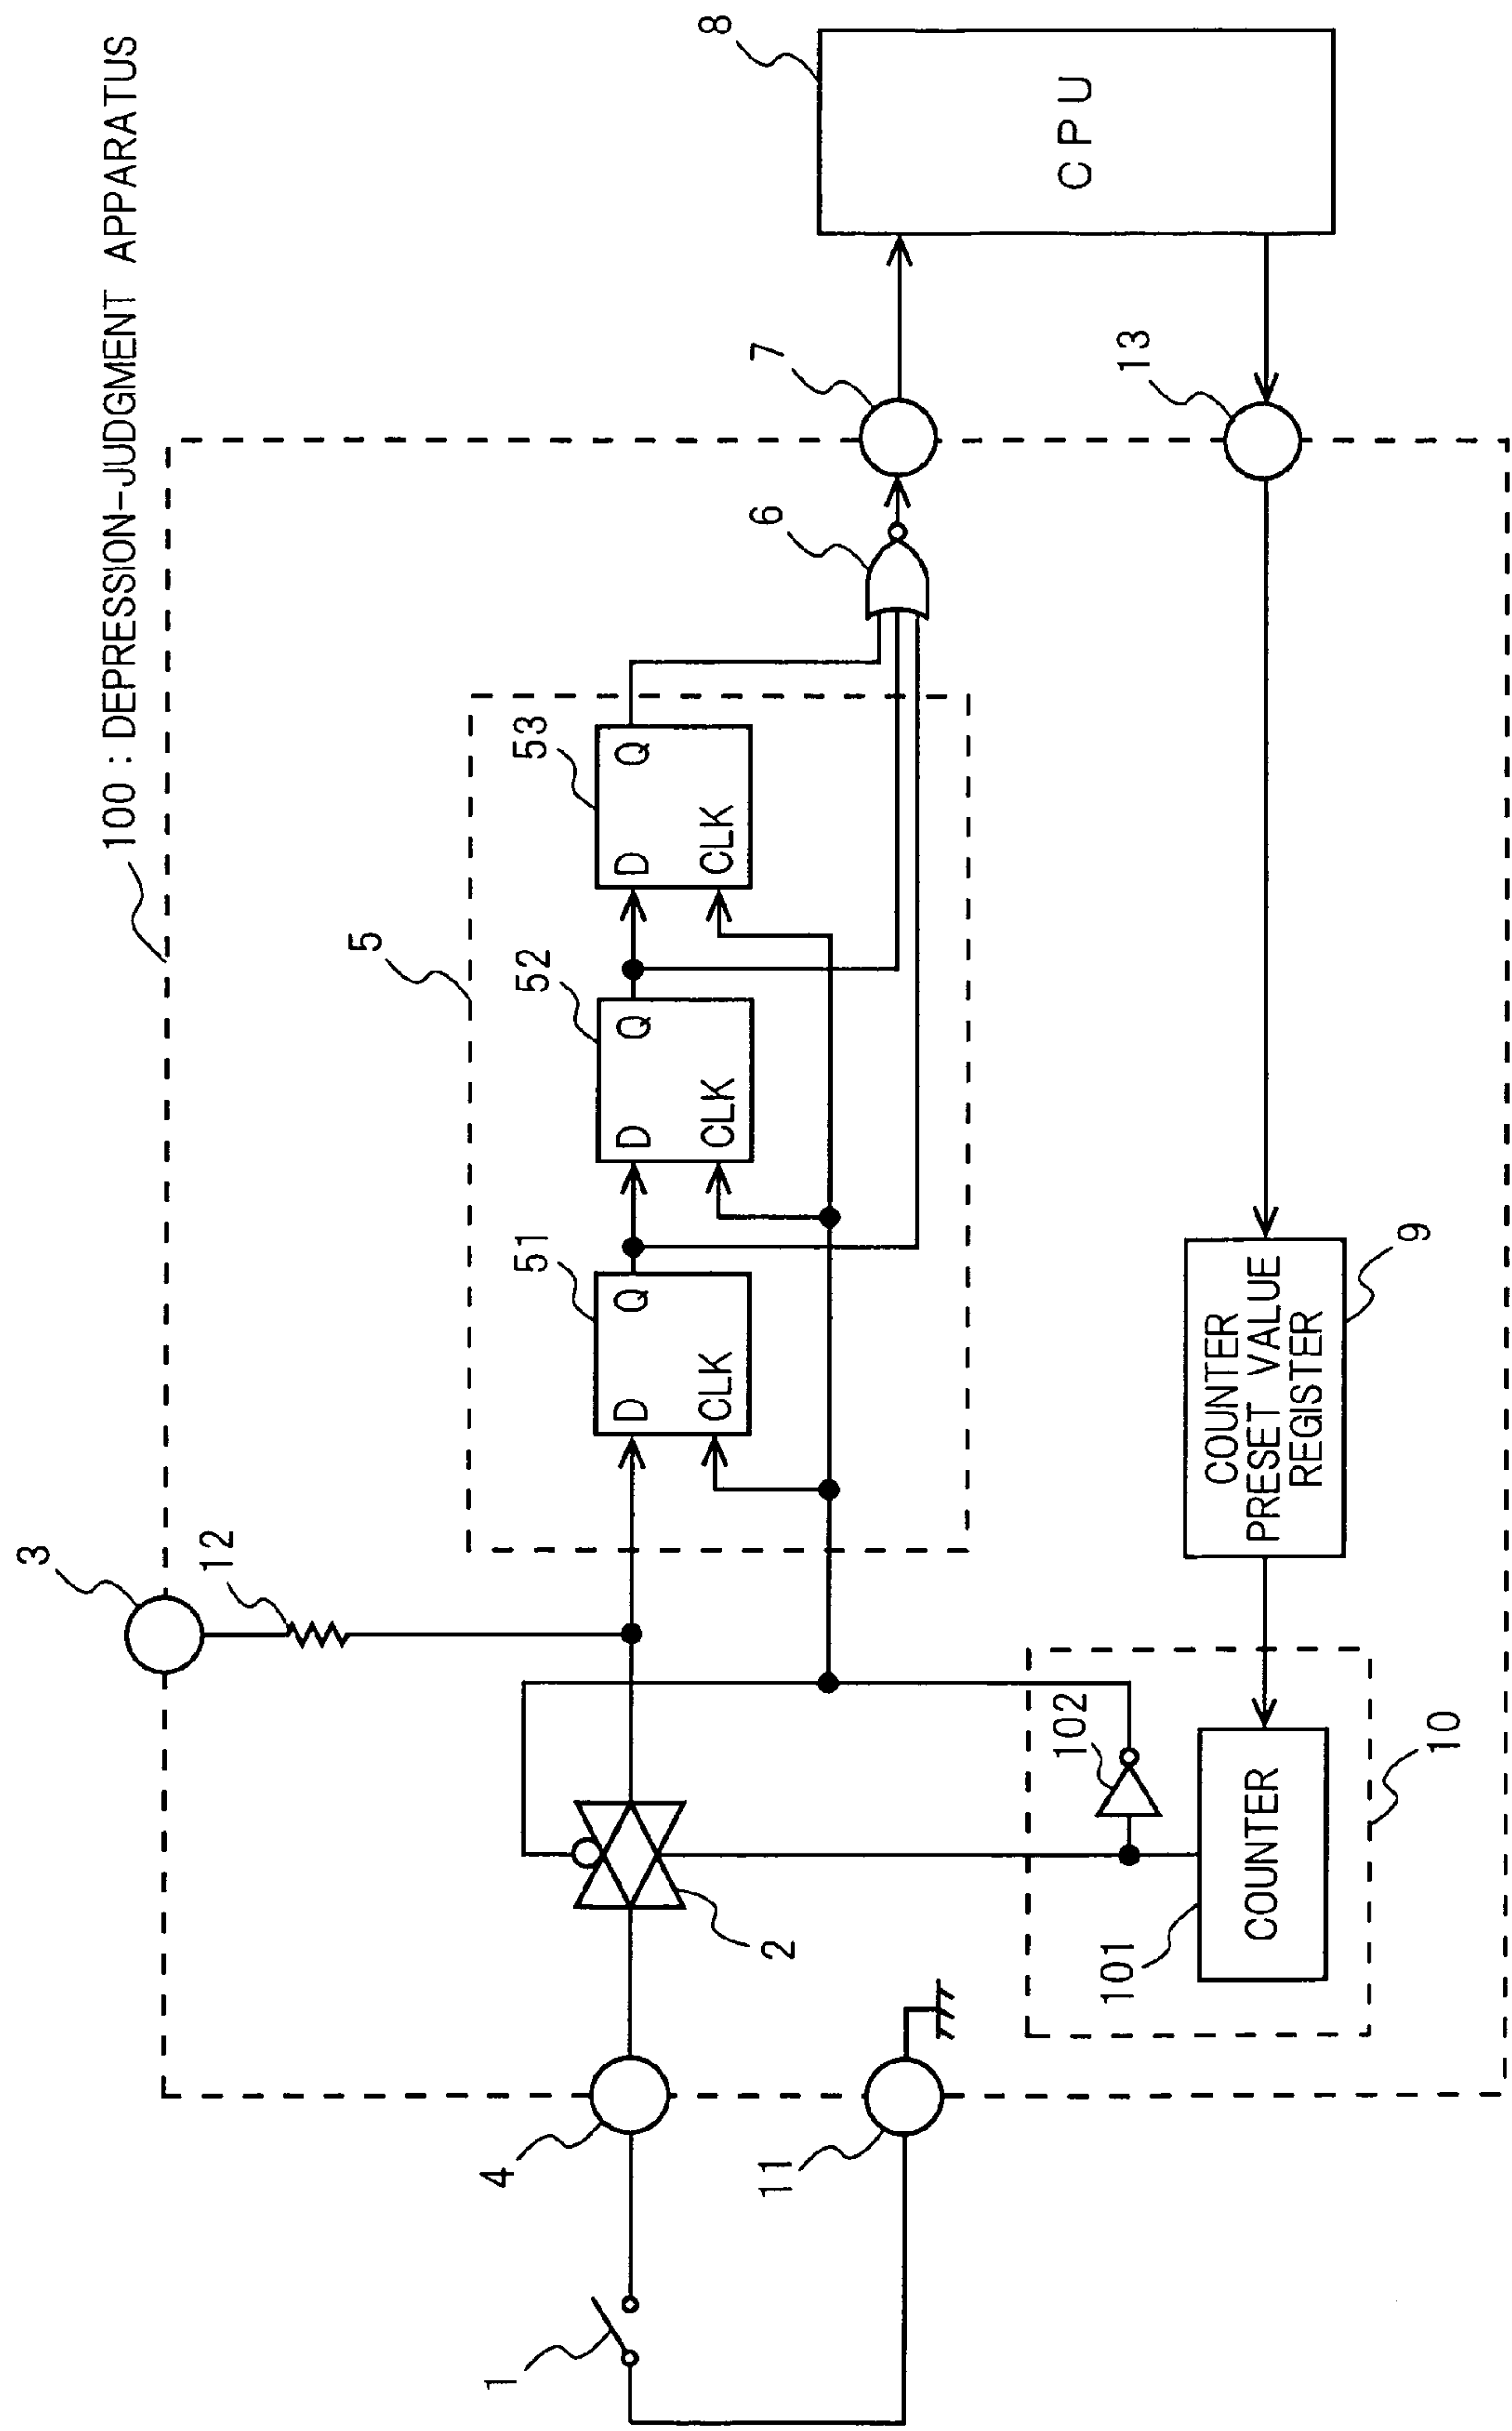 100 : DEPRESSION-JUDGMENT APPARATUS
3
12
5
51
D
Q
CLK
52
D
Q
CLK
53
D
Q
CLK
6
7
8
CPU
1
4
2
11
102
101
COUNTER
10
COUNTER
PRESET VALUE
REGISTER
9
13